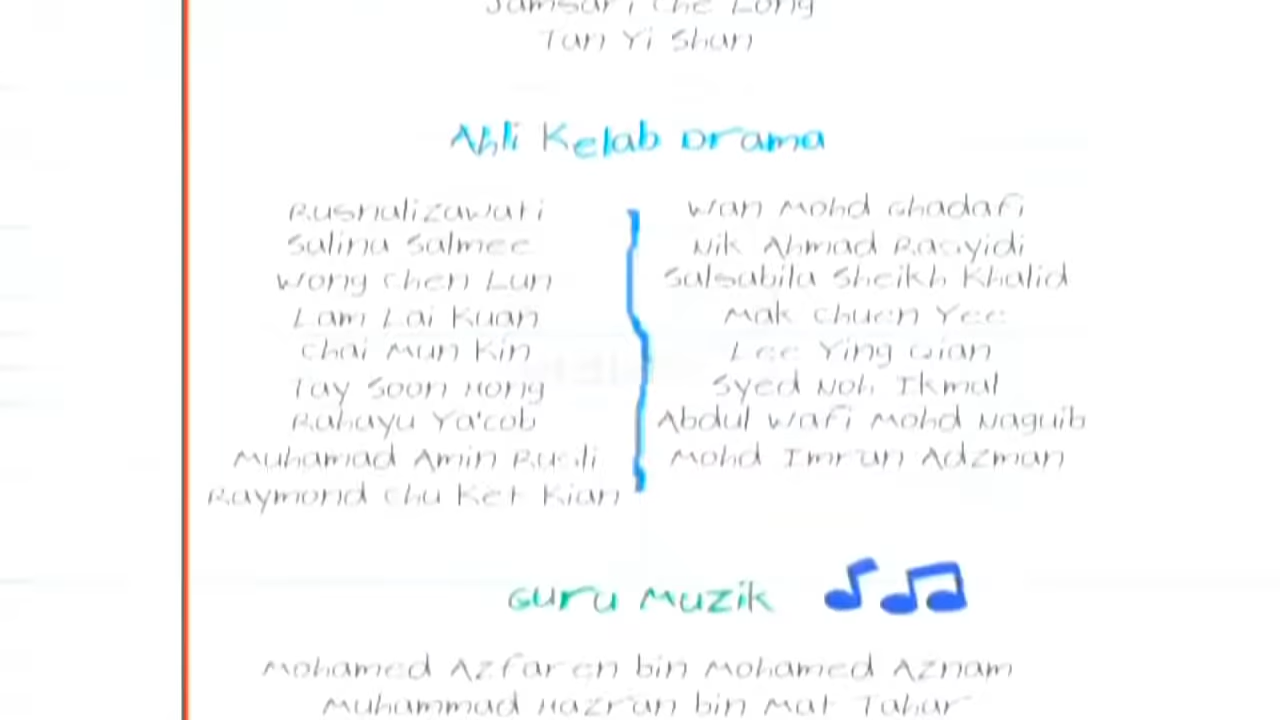 Jamsari Che Long
Tan Yi Shan
Ahli Kelab Drama
Rusnalizawati
Salina Salmee
Wong Chen Lun
Lam Lai Kuan
Chai Mun Kin
Tay Soon Hong
Rahayu Ya'cob
Muhamad Amin Rusli
Raymond Chu Ket Kian
Wan Mohd Ghadafi
Nik Ahmad Rasyidi
Salsabila Sheikh Khalid
Mak Chuen Yee
Lee Ying Qian
Syed Noh Ikmal
Abdul Wafi Mohd Naguib
Mohd Imran Adzman
Guru Muzik
Mohamed Azfaren bin Mohamed Aznam
Muhammad Hazran bin Mat Tahar